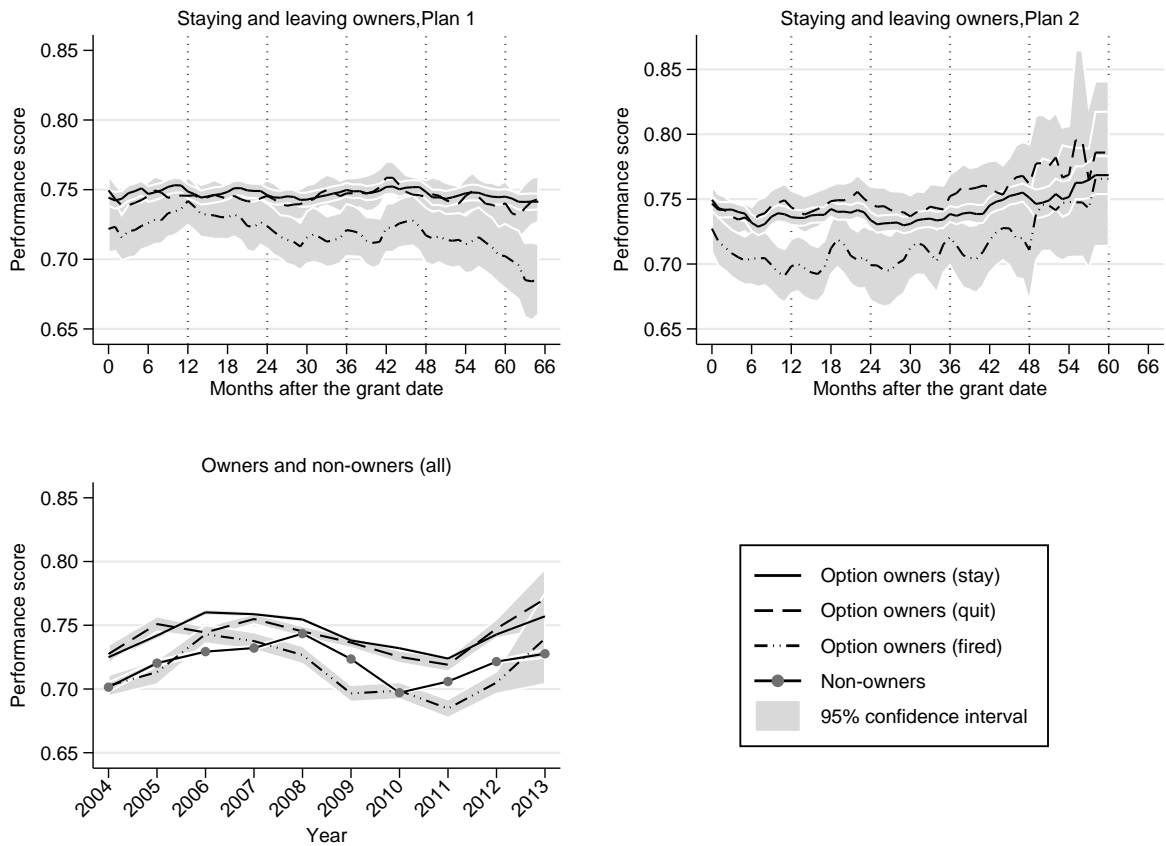 Staying and leaving owners,Plan 1
0.85
0.80
0.75
0.70
0.65
Performance score
0 6 12 18 24 30 36 42 48 54 60 66
Months after the grant date
Staying and leaving owners,Plan 2
0.85
0.80
0.75
0.70
0.65
Performance score
0 6 12 18 24 30 36 42 48 54 60 66
Months after the grant date
Owners and non-owners (all)
0.85
0.80
0.75
0.70
0.65
Performance score
2004 2005 2006 2007 2008 2009 2010 2011 2012 2013
Year
Option owners (stay)
Option owners (quit)
Option owners (fired)
Non-owners
95% confidence interval